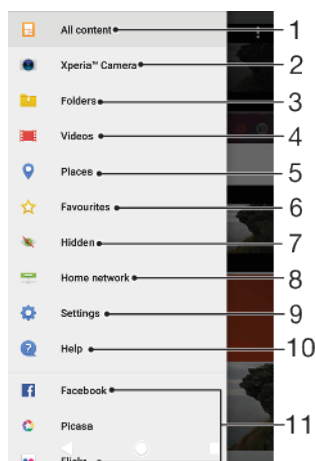 All content 1
Xperia™ Camera 2
Folders 3
Videos 4
Places 5
Favourites 6
Hidden 7
Home network 8
Settings 9
Help 10
Facebook 11
Picasa
Flickr